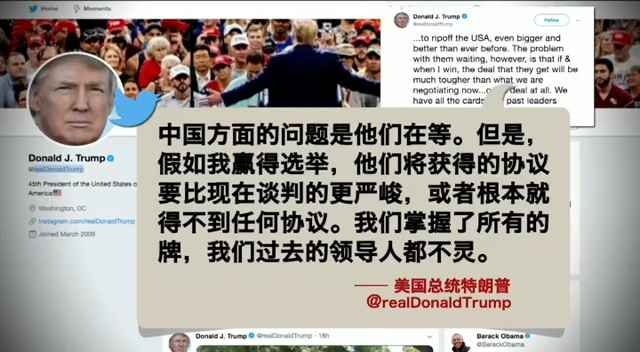 Home
Moments
Donald J. Trump
@realDonaldTrump
Follow
...to ripoff the USA, even bigger and
better than ever before. The problem
with them waiting, however, is that if &
when I win, the deal that they get will be
much tougher than what we are
negotiating now...
deal at all. We
have all the cards
past leaders
Donald J. Trump
@realDonaldTrump
45th President of the United States of
America
Washington, DC
instagram.com/realDonaldTrump
Joined March 2009
中国方面的问题是他们在等。但是，
假如我赢得选举，他们将获得的协议
要比现在谈判的更严峻，或者根本就
得不到任何协议。我们掌握了所有的
牌，我们过去的领导人都不灵。
—— 美国总统特朗普
@realDonaldTrump
Donald J. Trump @realDonaldTrump · 18h
Barack Obama